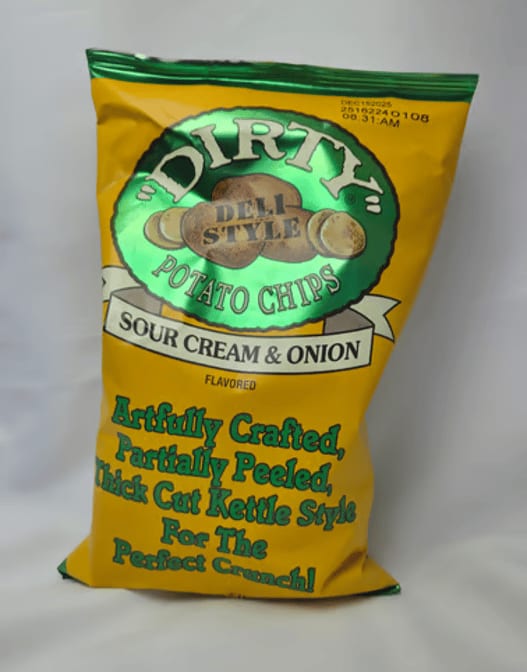 DEC162025
25162240108
08:31:AM
"DIRTY"®
DELI
STYLE
POTATO CHIPS
SOUR CREAM & ONION
FLAVORED
Artfully Crafted,
Partially Peeled,
Thick Cut Kettle Style
For The
Perfect Crunch!